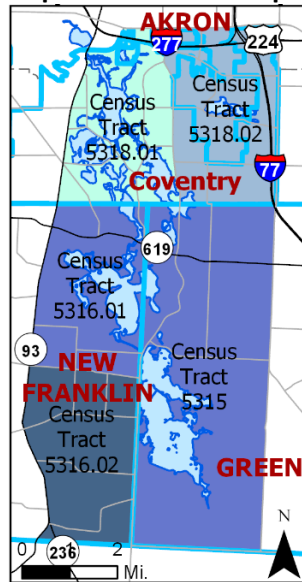 AKRON
277
224
Census
Tract
5318.01
Census
Tract
5318.02
77
Coventry
619
Census
Tract
5316.01
93
NEW
FRANKLIN
Census
Tract
5315
Census
Tract
5316.02
GREEN
236
0 2
Mi.
N